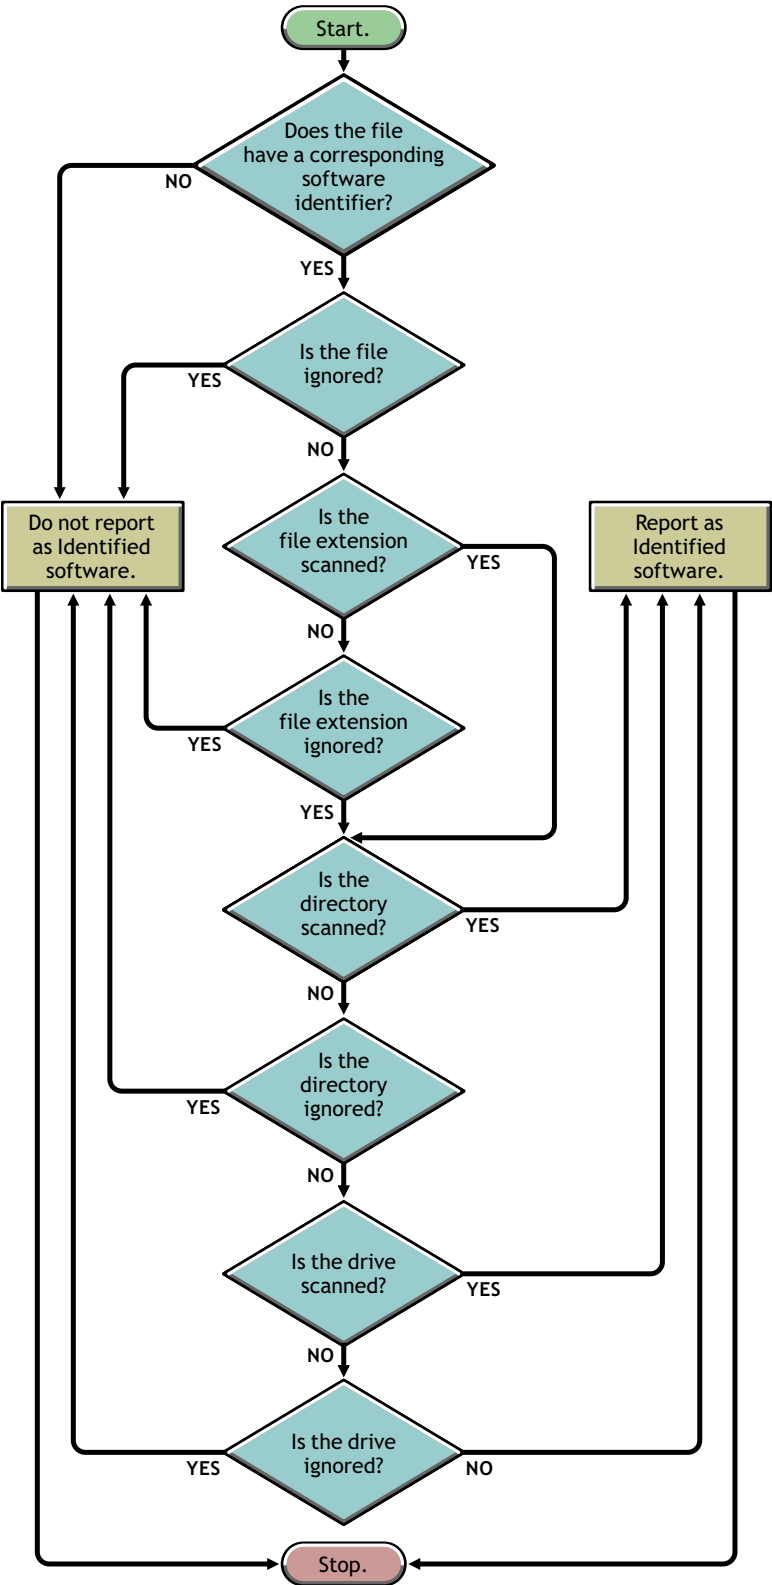 Start.
Does the file
have a corresponding
software
identifier?
NO
YES
Is the file
ignored?
YES
NO
Do not report
as Identified
software.
Is the
file extension
scanned?
YES
Report as
Identified
software.
NO
Is the
file extension
ignored?
YES
YES
Is the
directory
scanned?
YES
NO
Is the
directory
ignored?
YES
NO
Is the drive
scanned?
YES
NO
Is the drive
ignored?
YES
NO
Stop.